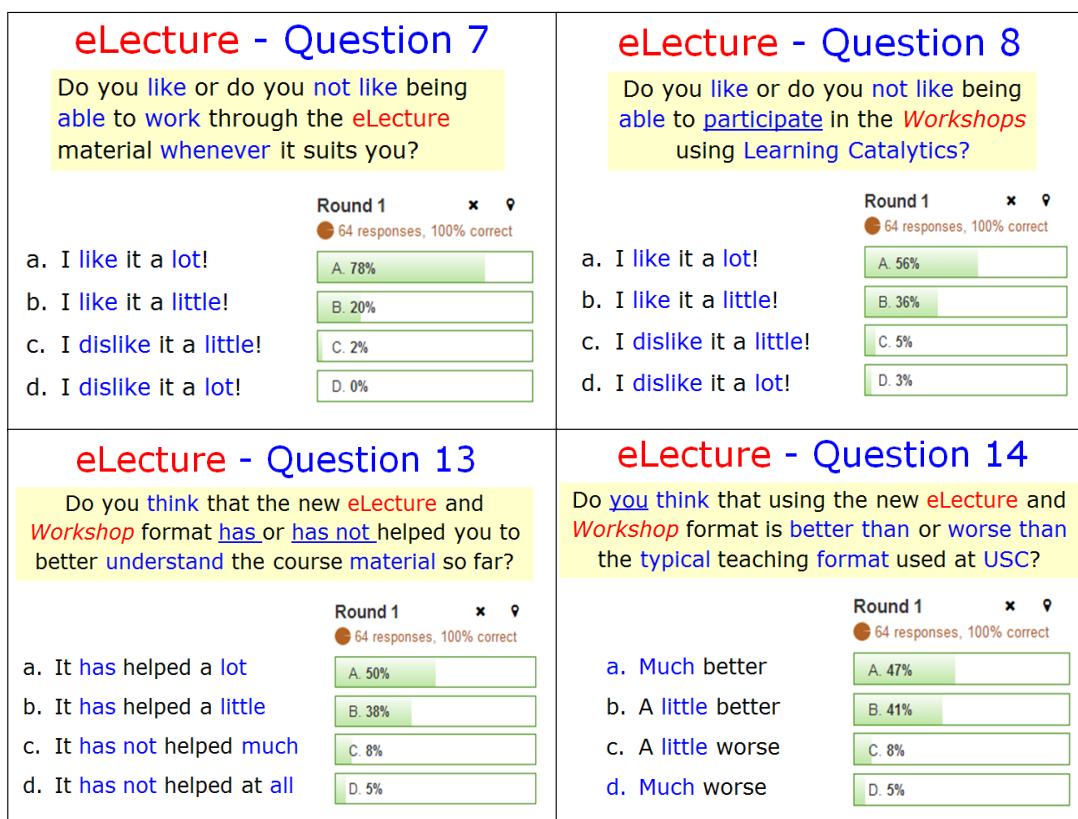 eLecture - Question 7
Do you like or do you not like being
able to work through the eLecture
material whenever it suits you?
Round 1
64 responses, 100% correct
a. I like it a lot!
A. 78%
b. I like it a little!
B. 20%
c. I dislike it a little!
C. 2%
d. I dislike it a lot!
D. 0%
eLecture - Question 8
Do you like or do you not like being
able to participate in the Workshops
using Learning Catalytics?
Round 1
64 responses, 100% correct
a. I like it a lot!
A. 56%
b. I like it a little!
B. 36%
c. I dislike it a little!
C. 5%
d. I dislike it a lot!
D. 3%
eLecture - Question 13
Do you think that the new eLecture and
Workshop format has or has not helped you to
better understand the course material so far?
Round 1
64 responses, 100% correct
a. It has helped a lot
A. 50%
b. It has helped a little
B. 38%
c. It has not helped much
C. 8%
d. It has not helped at all
D. 5%
eLecture - Question 14
Do you think that using the new eLecture and
Workshop format is better than or worse than
the typical teaching format used at USC?
Round 1
64 responses, 100% correct
a. Much better
A. 47%
b. A little better
B. 41%
c. A little worse
C. 8%
d. Much worse
D. 5%